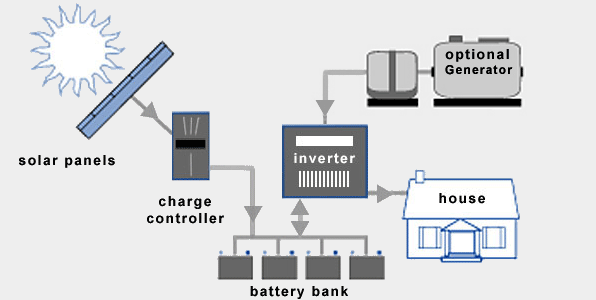 optional
Generator
solar panels
inverter
charge
controller
house
battery bank